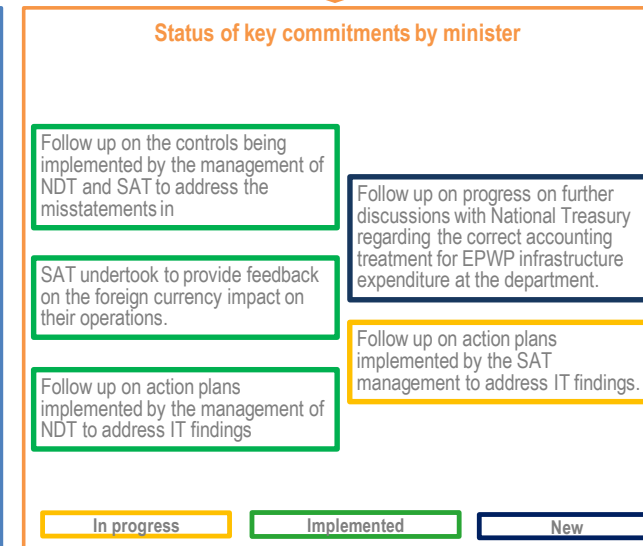 Status of key commitments by minister
Follow up on the controls being
implemented by the management of
NDT and SAT to address the
misstatements in
SAT undertook to provide feedback
on the foreign currency impact on
their operations.
Follow up on action plans
implemented by the management of
NDT to address IT findings
Follow up on progress on further
discussions with National Treasury
regarding the correct accounting
treatment for EPWP infrastructure
expenditure at the department.
Follow up on action plans
implemented by the SAT
management to address IT findings.
In progress
Implemented
New